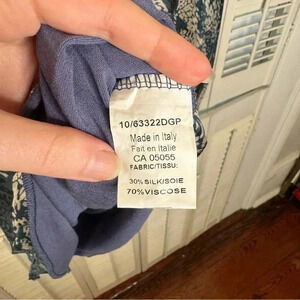 10/63322DGP
Made in Italy
Fait en Italie
CA 05055
FABRIC/TISSU:
30% SILK/SOIE
70%VISCOSE